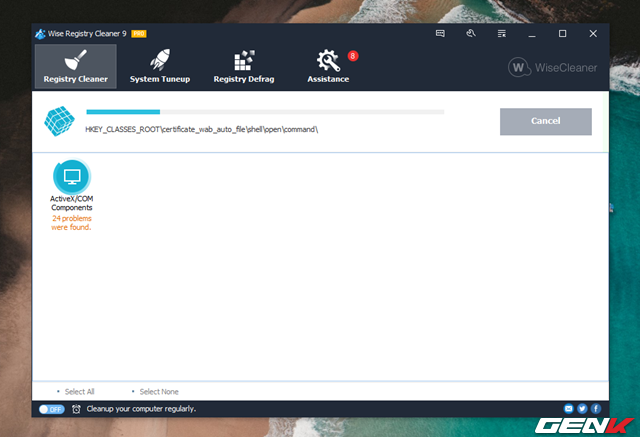 Wise Registry Cleaner 9 PRO
Registry Cleaner
System Tuneup
Registry Defrag
Assistance
8
W WiseCleaner
HKEY_CLASSES_ROOT\certificate_wab_auto_file\shell\open\command\
Cancel
ActiveX/COM
Components
24 problems
were found.
Select All
Select None
OFF
Cleanup your computer regularly.
GENK